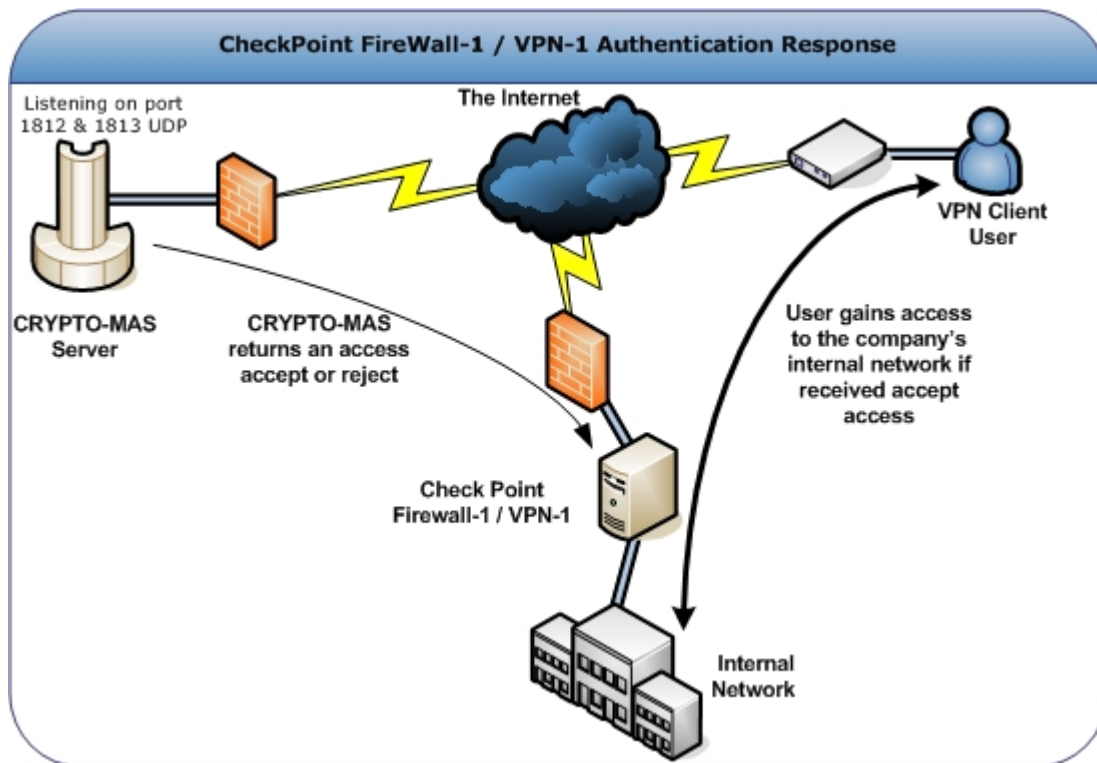 CheckPoint FireWall-1 / VPN-1 Authentication Response
Listening on port
1812 & 1813 UDP
The Internet
VPN Client
User
CRYPTO-MAS
Server
CRYPTO-MAS
returns an access
accept or reject
User gains access
to the company's
internal network if
received accept
access
Check Point
Firewall-1 / VPN-1
Internal
Network